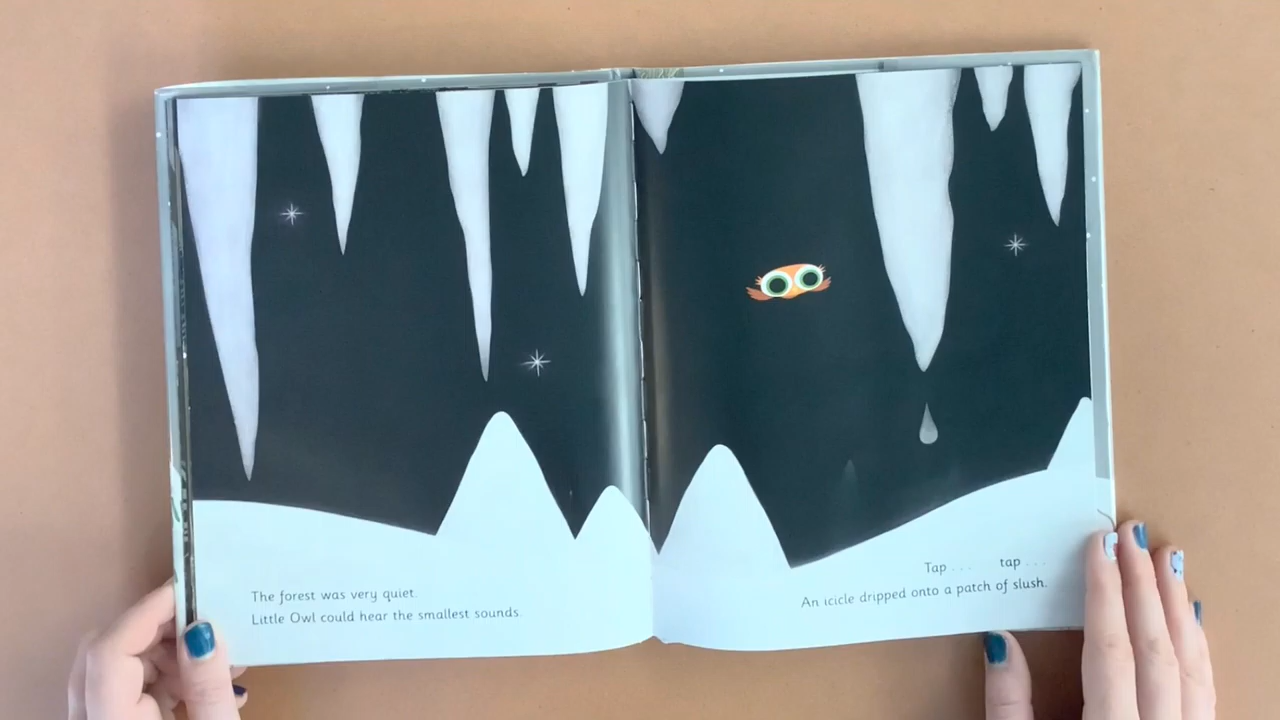 The forest was very quiet.
Little Owl could hear the smallest sounds.
Tap . . . tap . . .
An icicle dripped onto a patch of slush.